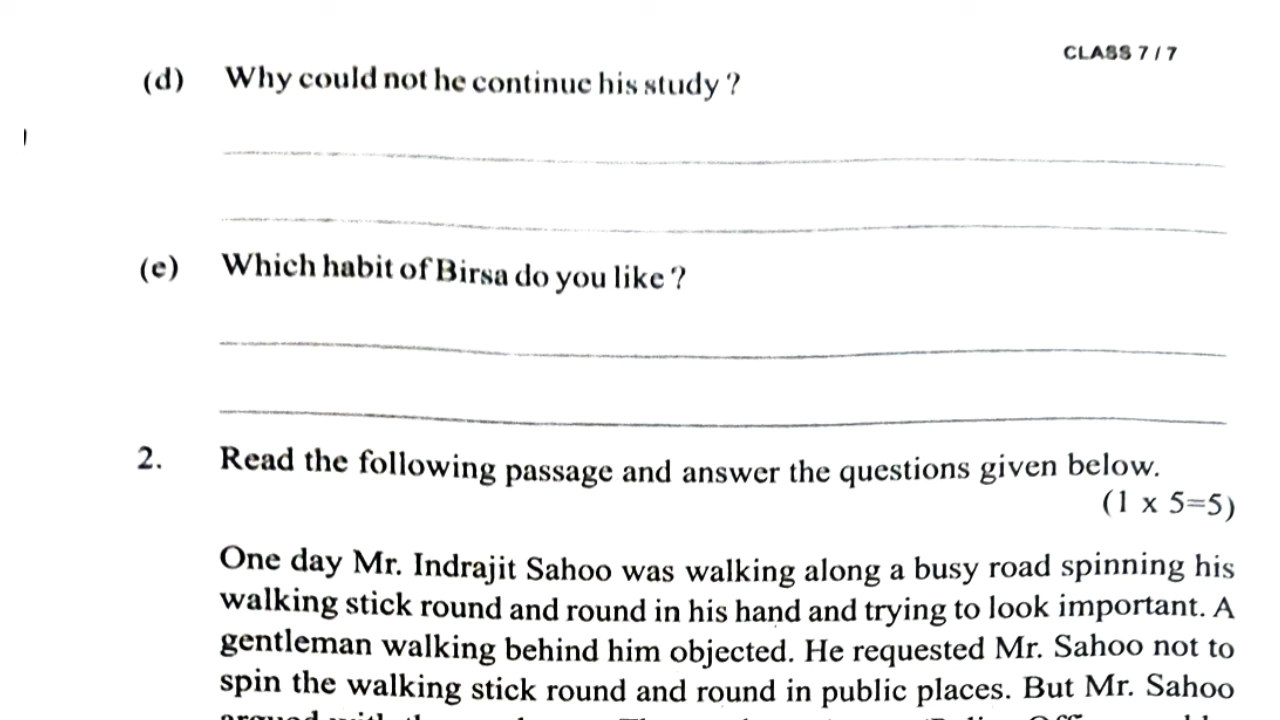 CLASS 7 / 7
(d) Why could not he continue his study ?
(e) Which habit of Birsa do you like ?
2. Read the following passage and answer the questions given below.
(1 x 5=5)
One day Mr. Indrajit Sahoo was walking along a busy road spinning his
walking stick round and round in his hand and trying to look important. A
gentleman walking behind him objected. He requested Mr. Sahoo not to
spin the walking stick round and round in public places. But Mr. Sahoo
argued with the